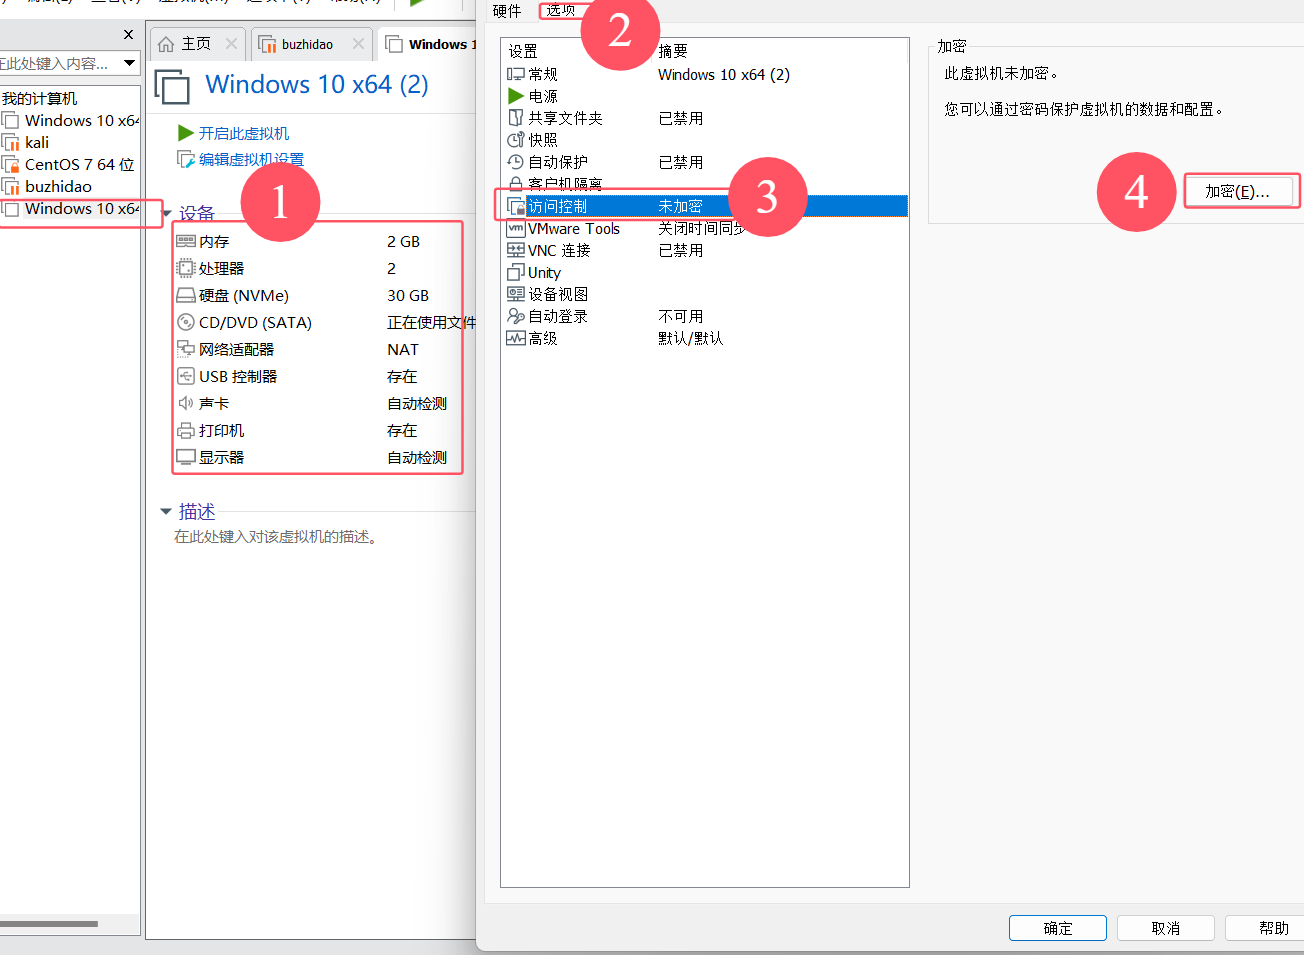 主页
buzhidao
Windows 1
在此处键入内容...
我的计算机
Windows 10 x64
kali
CentOS 7 64 位
buzhidao
Windows 10 x64
Windows 10 x64 (2)
开启此虚拟机
编辑虚拟机设置
1
设备
内存 2 GB
处理器 2
硬盘 (NVMe) 30 GB
CD/DVD (SATA) 正在使用文件
网络适配器 NAT
USB 控制器 存在
声卡 自动检测
打印机 存在
显示器 自动检测
描述
在此处键入对该虚拟机的描述。
硬件 选项
2
设置 摘要
常规 Windows 10 x64 (2)
电源
共享文件夹 已禁用
快照
自动保护 已禁用
客户机隔离
访问控制 未加密
3
VMware Tools 关闭时间同步
VNC 连接 已禁用
Unity
设备视图
自动登录 不可用
高级 默认/默认
加密
此虚拟机未加密。
您可以通过密码保护虚拟机的数据和配置。
4
加密(E)...
确定 取消 帮助